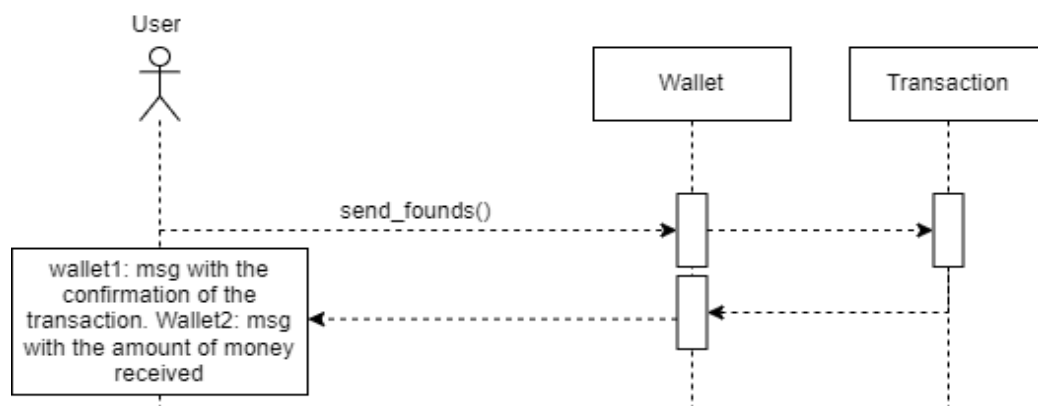 User
Wallet
Transaction
send_founds()
wallet1: msg with the
confirmation of the
transaction. Wallet2: msg
with the amount of money
received